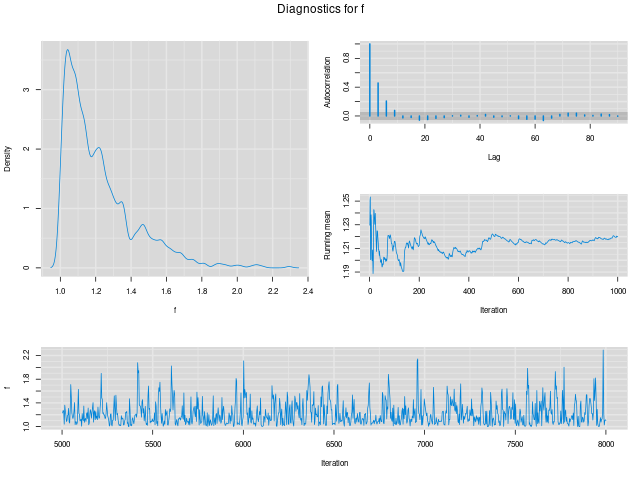 Diagnostics for f
Density
3
2
1
0
1.0 1.2 1.4 1.6 1.8 2.0 2.2 2.4
f
Autocorrelation
0.8
0.4
0.0
0 20 40 60 80
Lag
Running mean
1.25
1.23
1.21
1.19
0 200 400 600 800 1000
Iteration
f
2.2
1.8
1.4
1.0
5000 5500 6000 6500 7000 7500 8000
Iteration